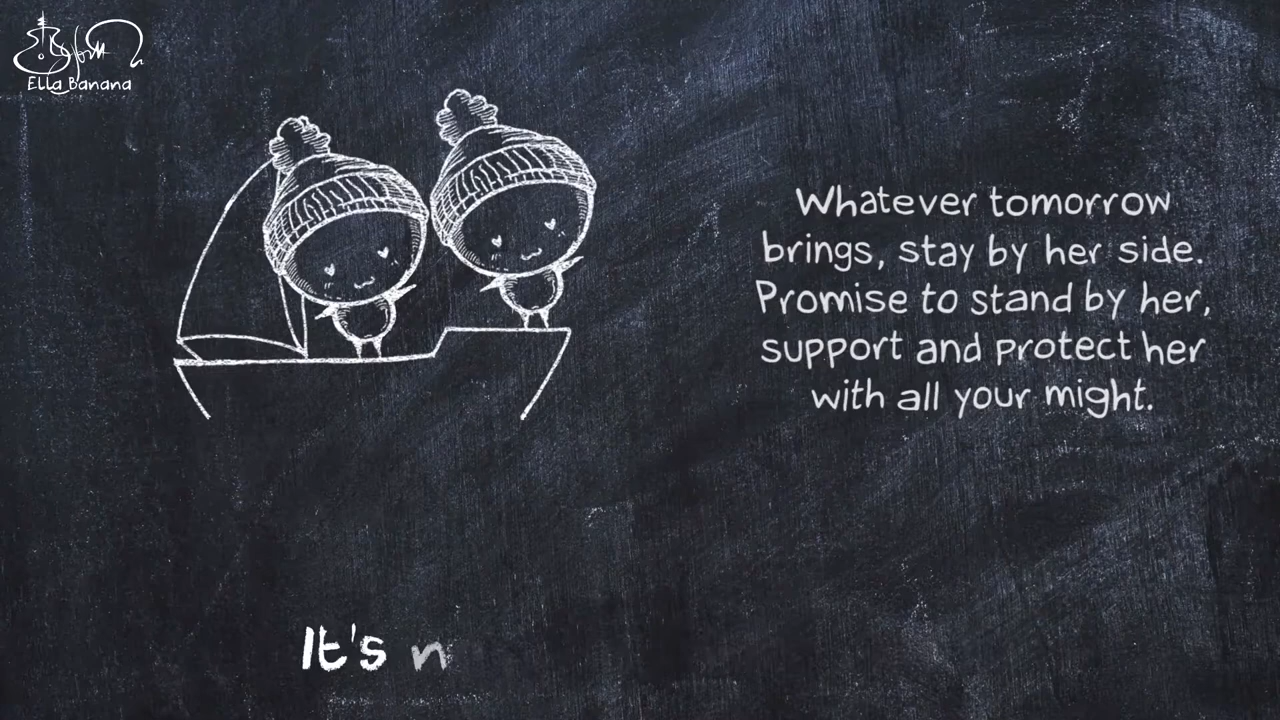 Ella Banana
Whatever tomorrow
brings, stay by her side.
Promise to stand by her,
support and protect her
with all your might.
It's n